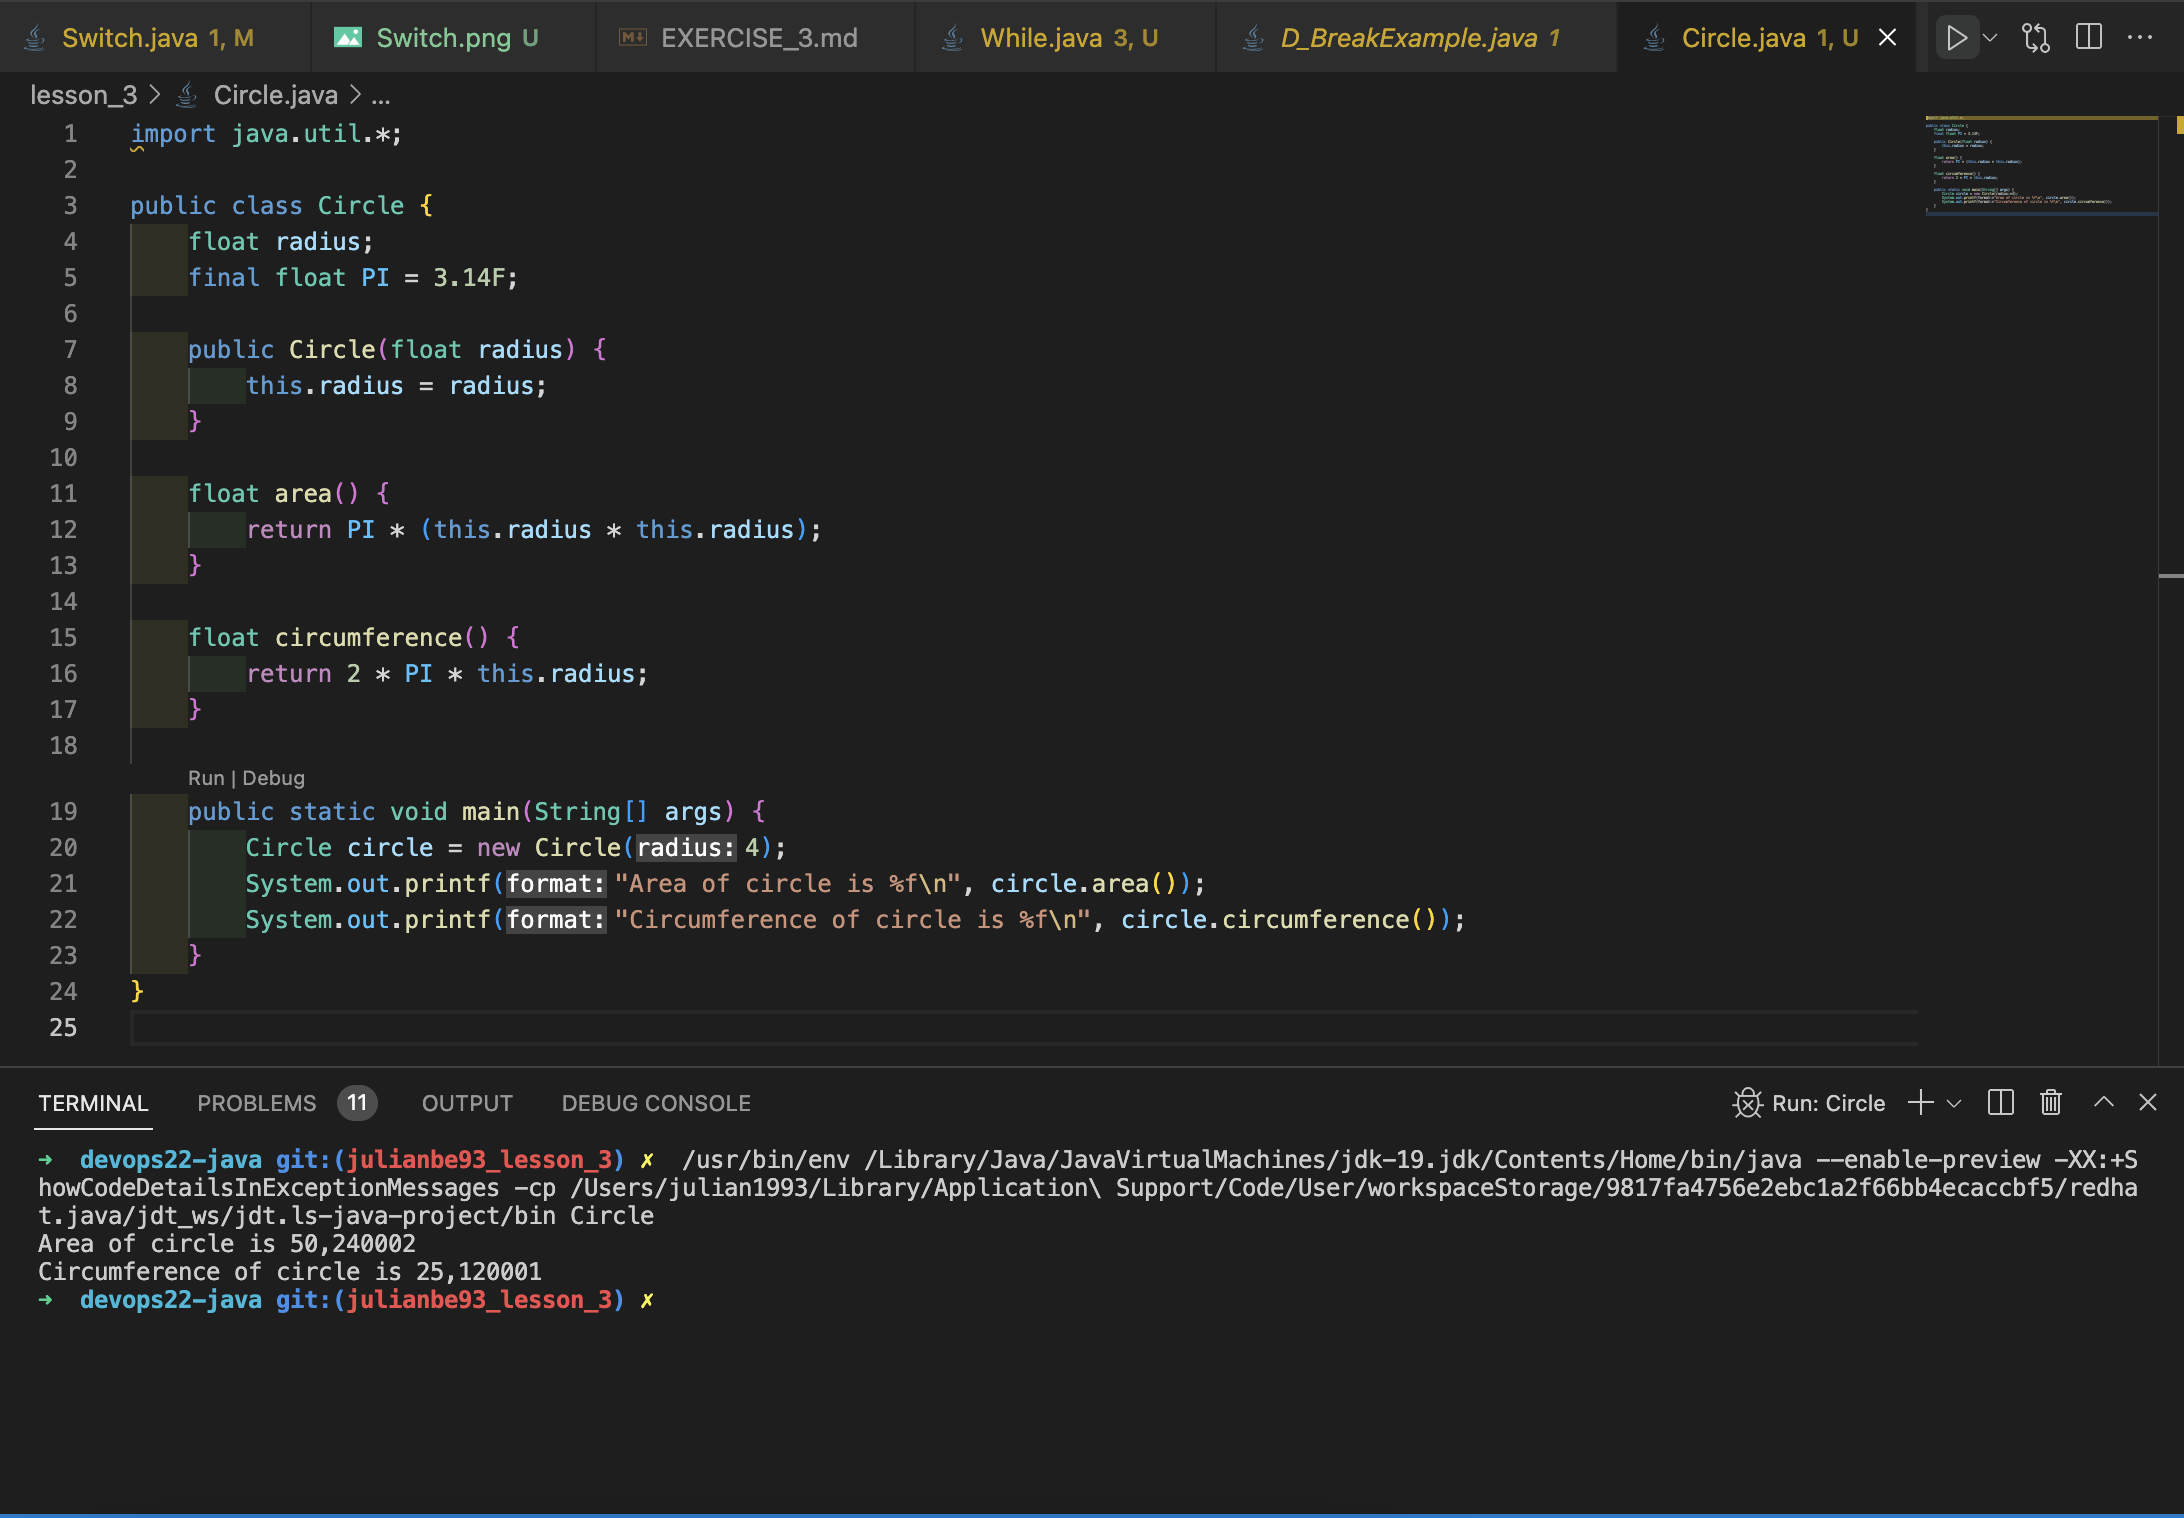 Switch.java 1, M Switch.png U EXERCISE_3.md While.java 3, U D_BreakExample.java 1 Circle.java 1, U
lesson_3 > Circle.java > ...
1 import java.util.*;
2
3 public class Circle {
4 float radius;
5 final float PI = 3.14F;
6
7 public Circle(float radius) {
8 this.radius = radius;
9 }
10
11 float area() {
12 return PI * (this.radius * this.radius);
13 }
14
15 float circumference() {
16 return 2 * PI * this.radius;
17 }
18
Run | Debug
19 public static void main(String[] args) {
20 Circle circle = new Circle(radius: 4);
21 System.out.printf(format: "Area of circle is %f\n", circle.area());
22 System.out.printf(format: "Circumference of circle is %f\n", circle.circumference());
23 }
24 }
25
TERMINAL PROBLEMS 11 OUTPUT DEBUG CONSOLE Run: Circle
→ devops22-java git:(julianbe93_lesson_3) ✗ /usr/bin/env /Library/Java/JavaVirtualMachines/jdk-19.jdk/Contents/Home/bin/java --enable-preview -XX:+S
howCodeDetailsInExceptionMessages -cp /Users/julian1993/Library/Application\ Support/Code/User/workspaceStorage/9817fa4756e2ebc1a2f66bb4ecaccbf5/redha
t.java/jdt_ws/jdt.ls-java-project/bin Circle
Area of circle is 50,240002
Circumference of circle is 25,120001
→ devops22-java git:(julianbe93_lesson_3) ✗